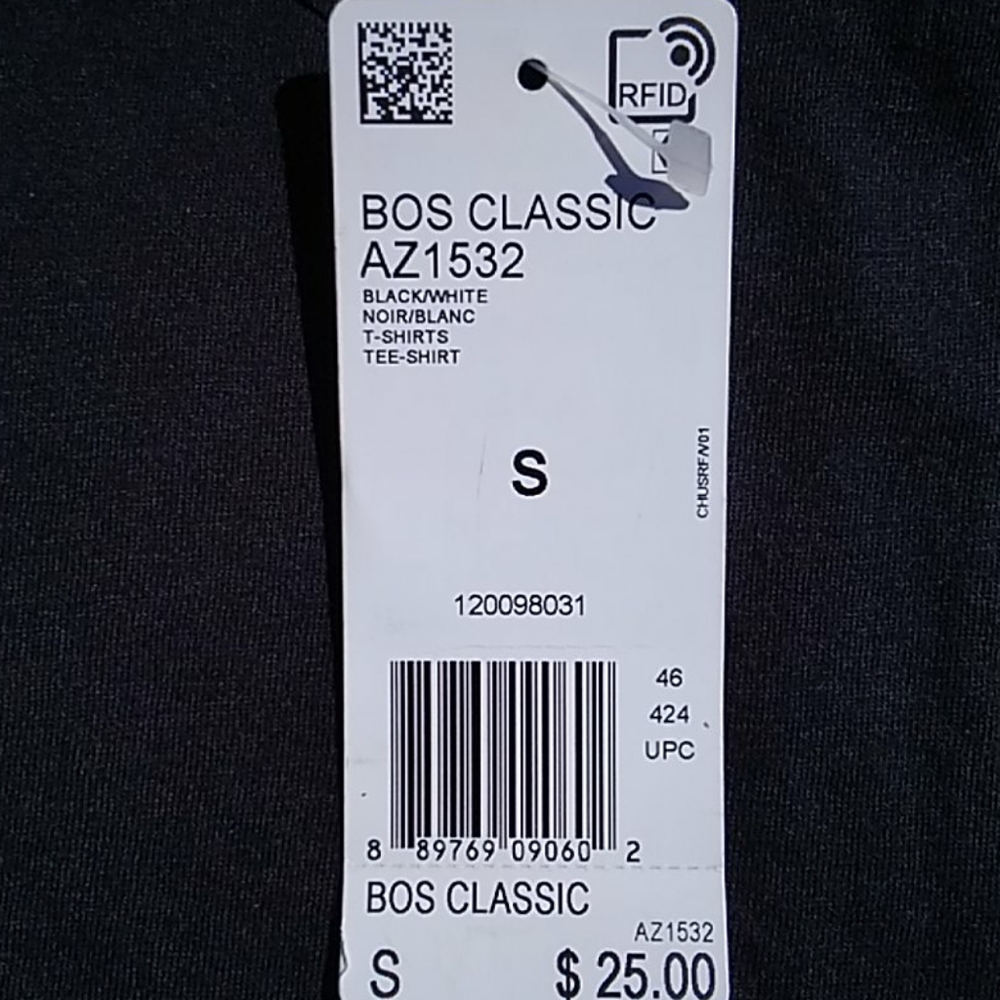 RFID
BOS CLASSIC
AZ1532
BLACK/WHITE
NOIR/BLANC
T-SHIRTS
TEE-SHIRT
S
CHUSRFN01
120098031
46
424
UPC
8 89769 09060 2
BOS CLASSIC
AZ1532
S $ 25.00